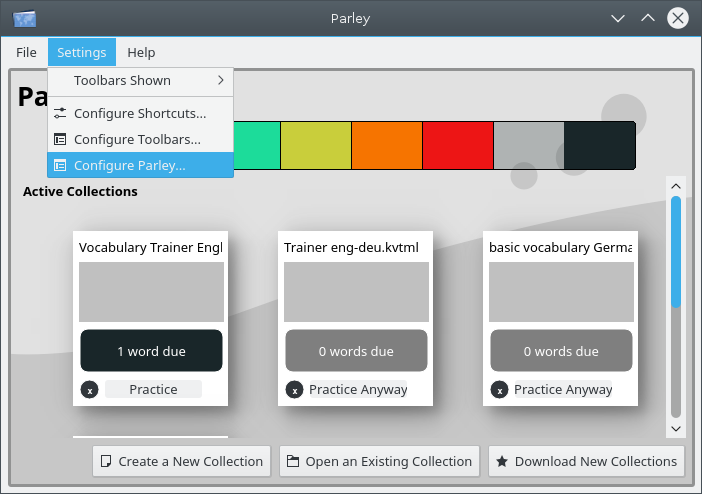 Parley
File Settings Help
Toolbars Shown
Pa
Configure Shortcuts...
Configure Toolbars...
Configure Parley...
Active Collections
Vocabulary Trainer Engl
Trainer eng-deu.kvtml
basic vocabulary Germa
1 word due
0 words due
0 words due
x Practice
x Practice Anyway
x Practice Anyway
Create a New Collection
Open an Existing Collection
Download New Collections